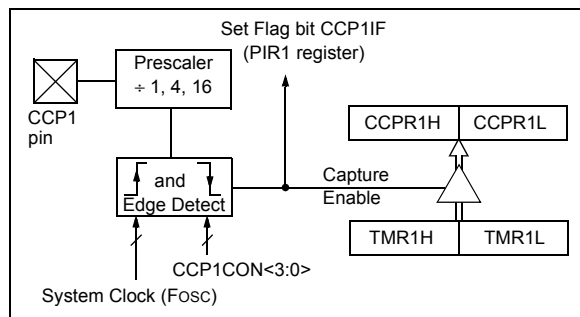 Set Flag bit CCP1IF
(PIR1 register)
Prescaler
÷ 1, 4, 16
CCP1
pin
CCPR1H CCPR1L
and
Edge Detect
Capture
Enable
TMR1H TMR1L
CCP1CON<3:0>
System Clock (FOSC)